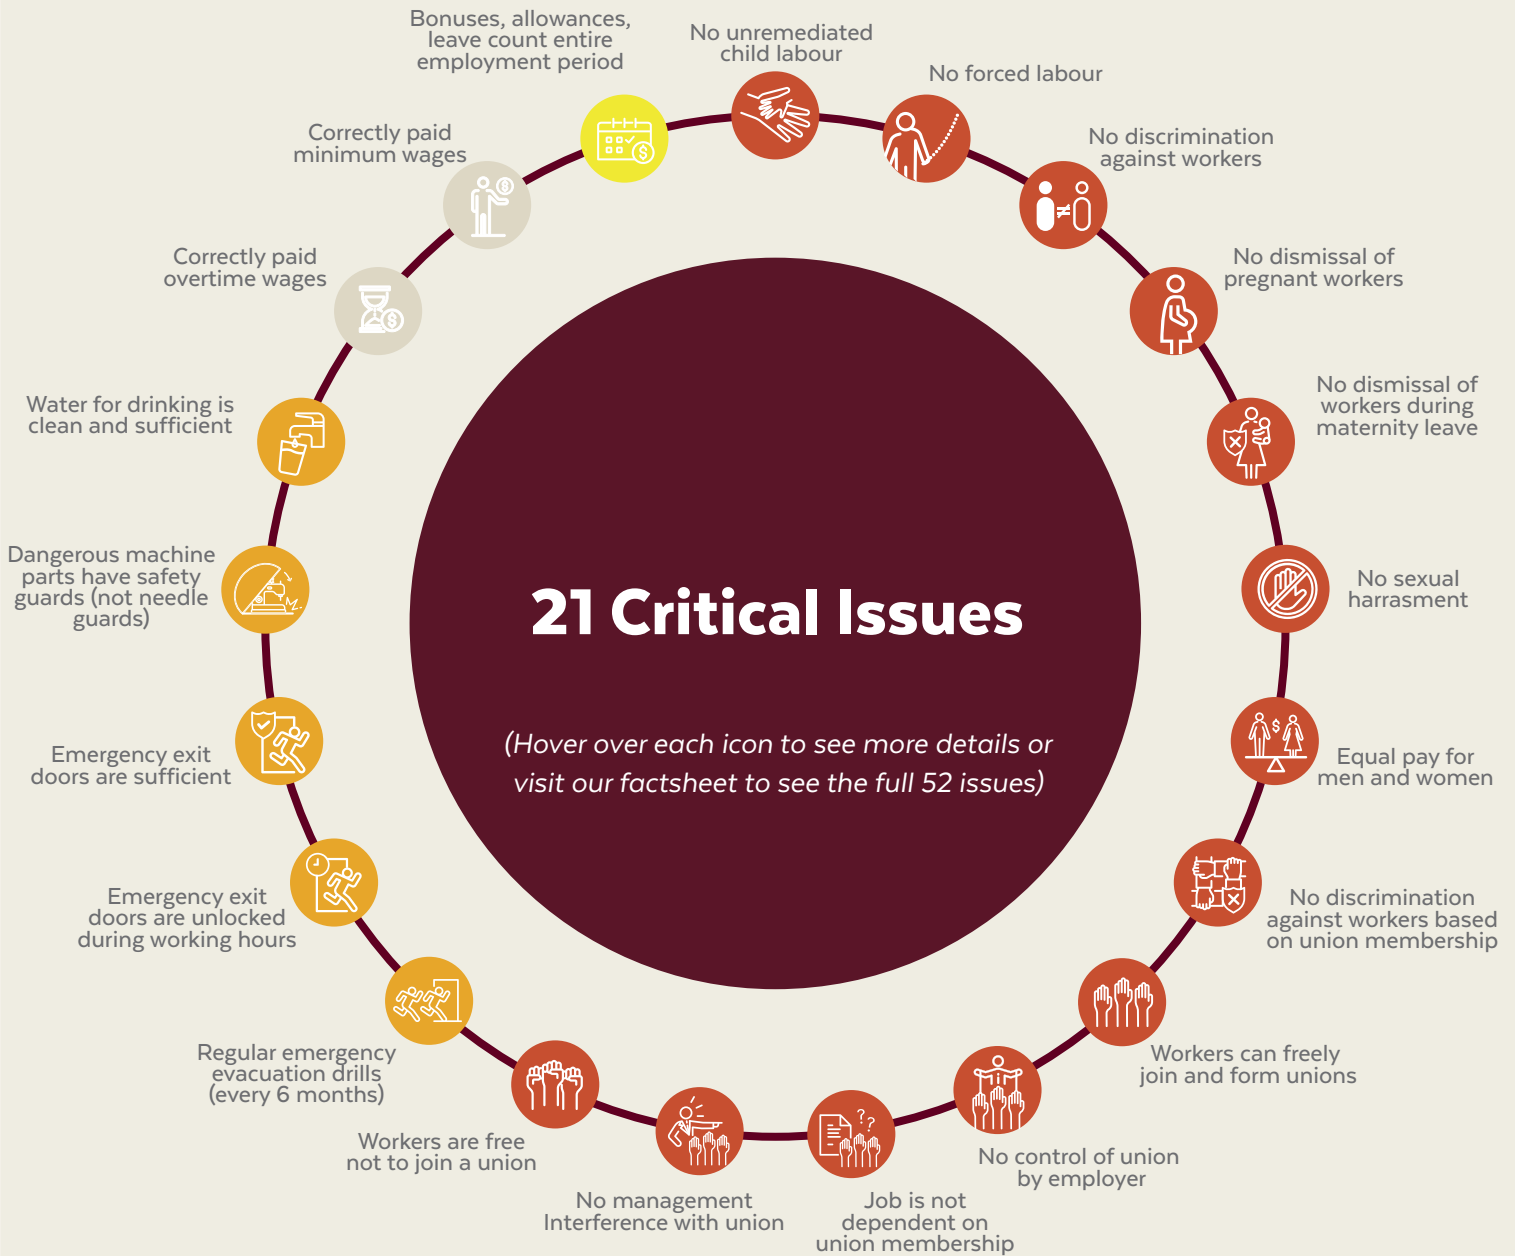 Bonuses, allowances,
leave count entire
employment period
No unremediated
child labour
No forced labour
No discrimination
against workers
No dismissal of
pregnant workers
No dismissal of
workers during
maternity leave
No sexual
harrasment
Equal pay for
men and women
No discrimination
against workers based
on union membership
Workers can freely
join and form unions
No control of union
by employer
Job is not
dependent on
union membership
No management
Interference with union
Workers are free
not to join a union
Regular emergency
evacuation drills
(every 6 months)
Emergency exit
doors are unlocked
during working hours
Emergency exit
doors are sufficient
Dangerous machine
parts have safety
guards (not needle
guards)
Water for drinking is
clean and sufficient
Correctly paid
overtime wages
Correctly paid
minimum wages
21 Critical Issues
(Hover over each icon to see more details or
visit our factsheet to see the full 52 issues)